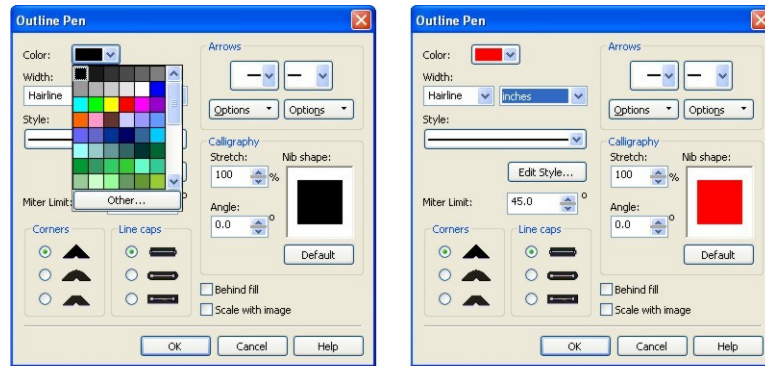 Outline Pen
Color:
Width:
Hairline
Style:
Other...
Miter Limit:
Corners
Line caps
Arrows
Options
Options
Calligraphy
Stretch:
Nib shape:
100
%
Angle:
0.0
°
Default
Behind fill
Scale with image
OK
Cancel
Help
Outline Pen
Color:
Width:
Hairline
inches
Style:
Edit Style...
Miter Limit:
45.0
°
Corners
Line caps
Arrows
Options
Options
Calligraphy
Stretch:
Nib shape:
100
%
Angle:
0.0
°
Default
Behind fill
Scale with image
OK
Cancel
Help